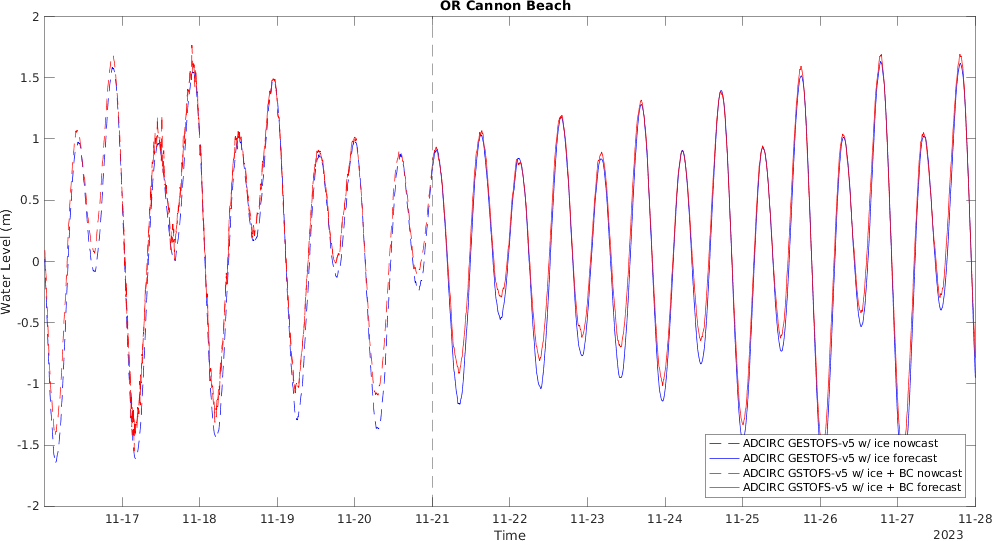 OR Cannon Beach
2
1.5
1
0.5
0
-0.5
-1
-1.5
-2
Water Level (m)
ADCIRC GESTOFS-v5 w/ ice nowcast
ADCIRC GESTOFS-v5 w/ ice forecast
ADCIRC GSTOFS-v5 w/ ice + BC nowcast
ADCIRC GSTOFS-v5 w/ ice + BC forecast
11-17 11-18 11-19 11-20 11-21 11-22 11-23 11-24 11-25 11-26 11-27 11-28
Time
2023